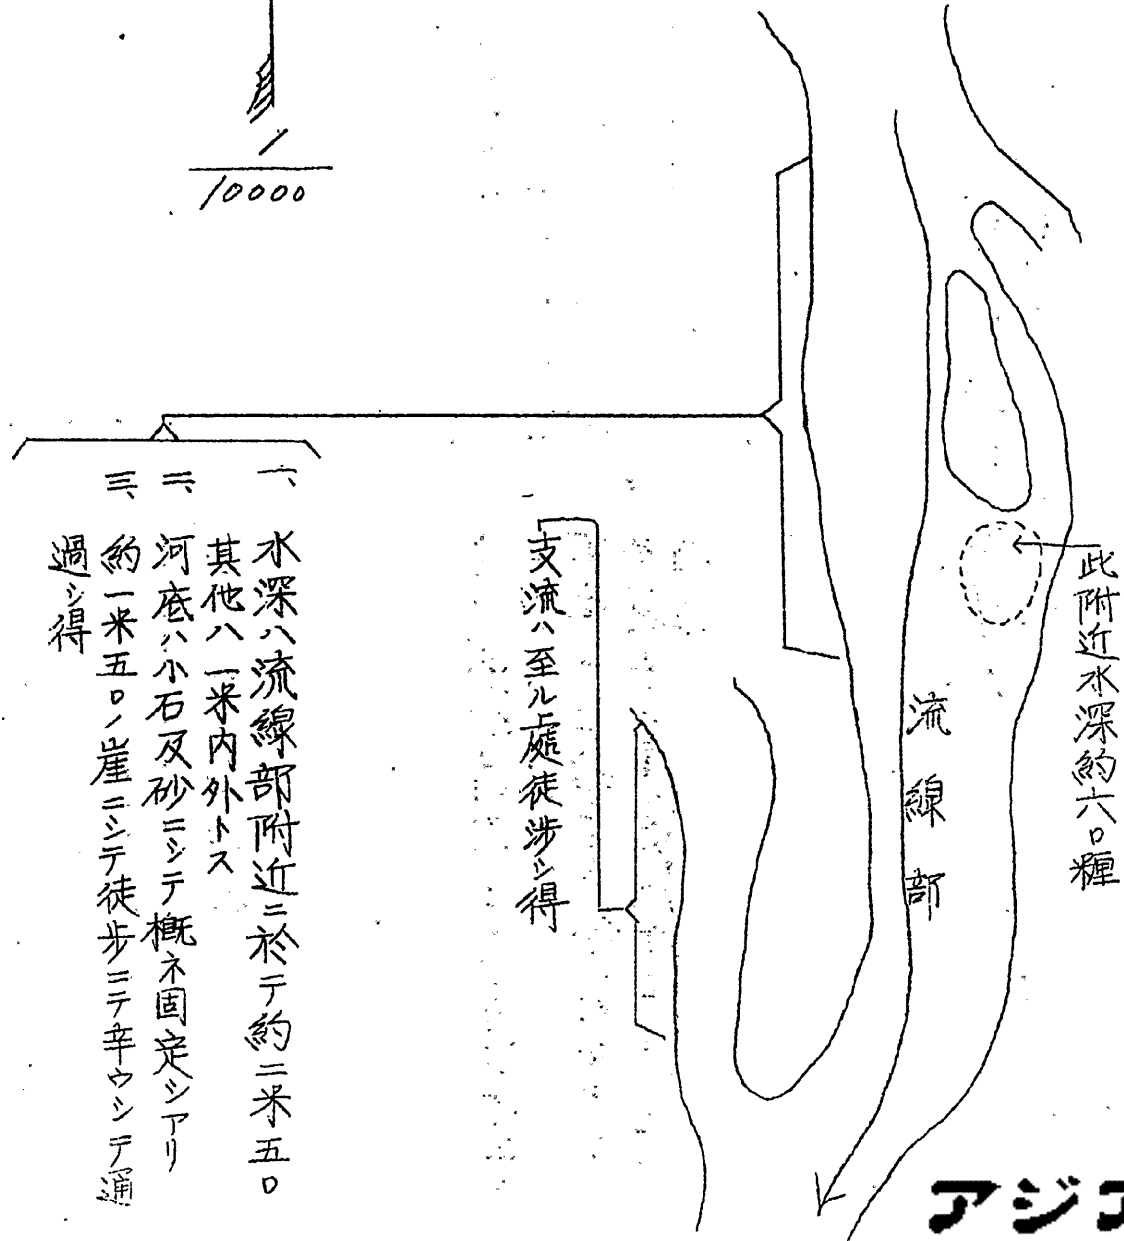 此附近水深約六〇糎
流線部
支流ハ至ル處徒渉シ得
一、水深ハ流線部附近ニ於テ約二米五〇
其他ハ一米内外トス
二、河底ハ小石及砂ニシテ概ネ固定シアリ
三、約一米五〇ノ崖ニシテ徒歩ニテ辛ウシテ通
過シ得
1
10000
アジア